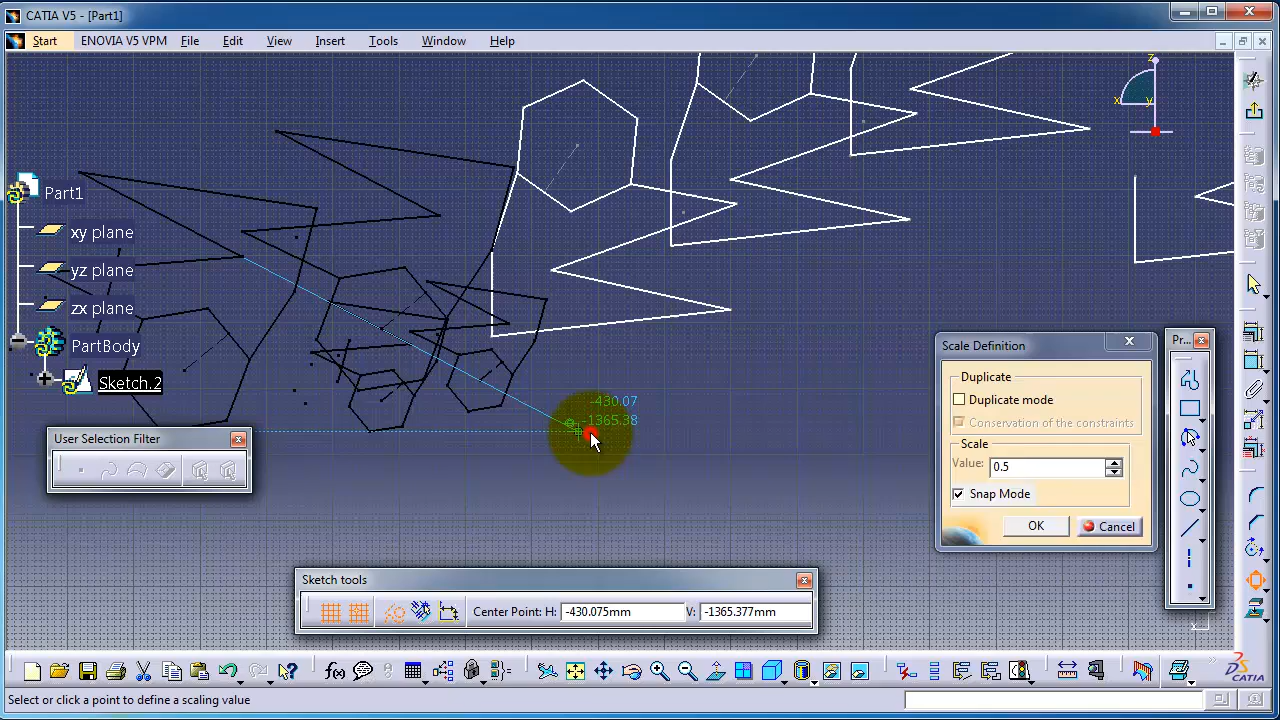 CATIA V5 - [Part1]
Start
ENOVIA V5 VPM
File
Edit
View
Insert
Tools
Window
Help
z
x
y
Part1
xy plane
yz plane
zx plane
PartBody
Sketch.2
-430.07
-1365.38
User Selection Filter
Scale Definition
Duplicate
Duplicate mode
Conservation of the constraints
Scale
Value:
0.5
Snap Mode
OK
Cancel
Pr...
Sketch tools
Center Point: H:
-430.075mm
V:
-1365.377mm
f(x)
CATIA
Select or click a point to define a scaling value